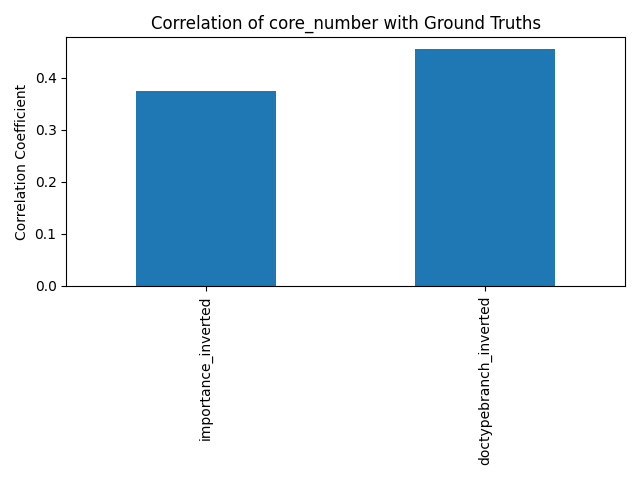 Correlation of core_number with Ground Truths
Correlation Coefficient
0.4
0.3
0.2
0.1
0.0
importance_inverted
doctypebranch_inverted